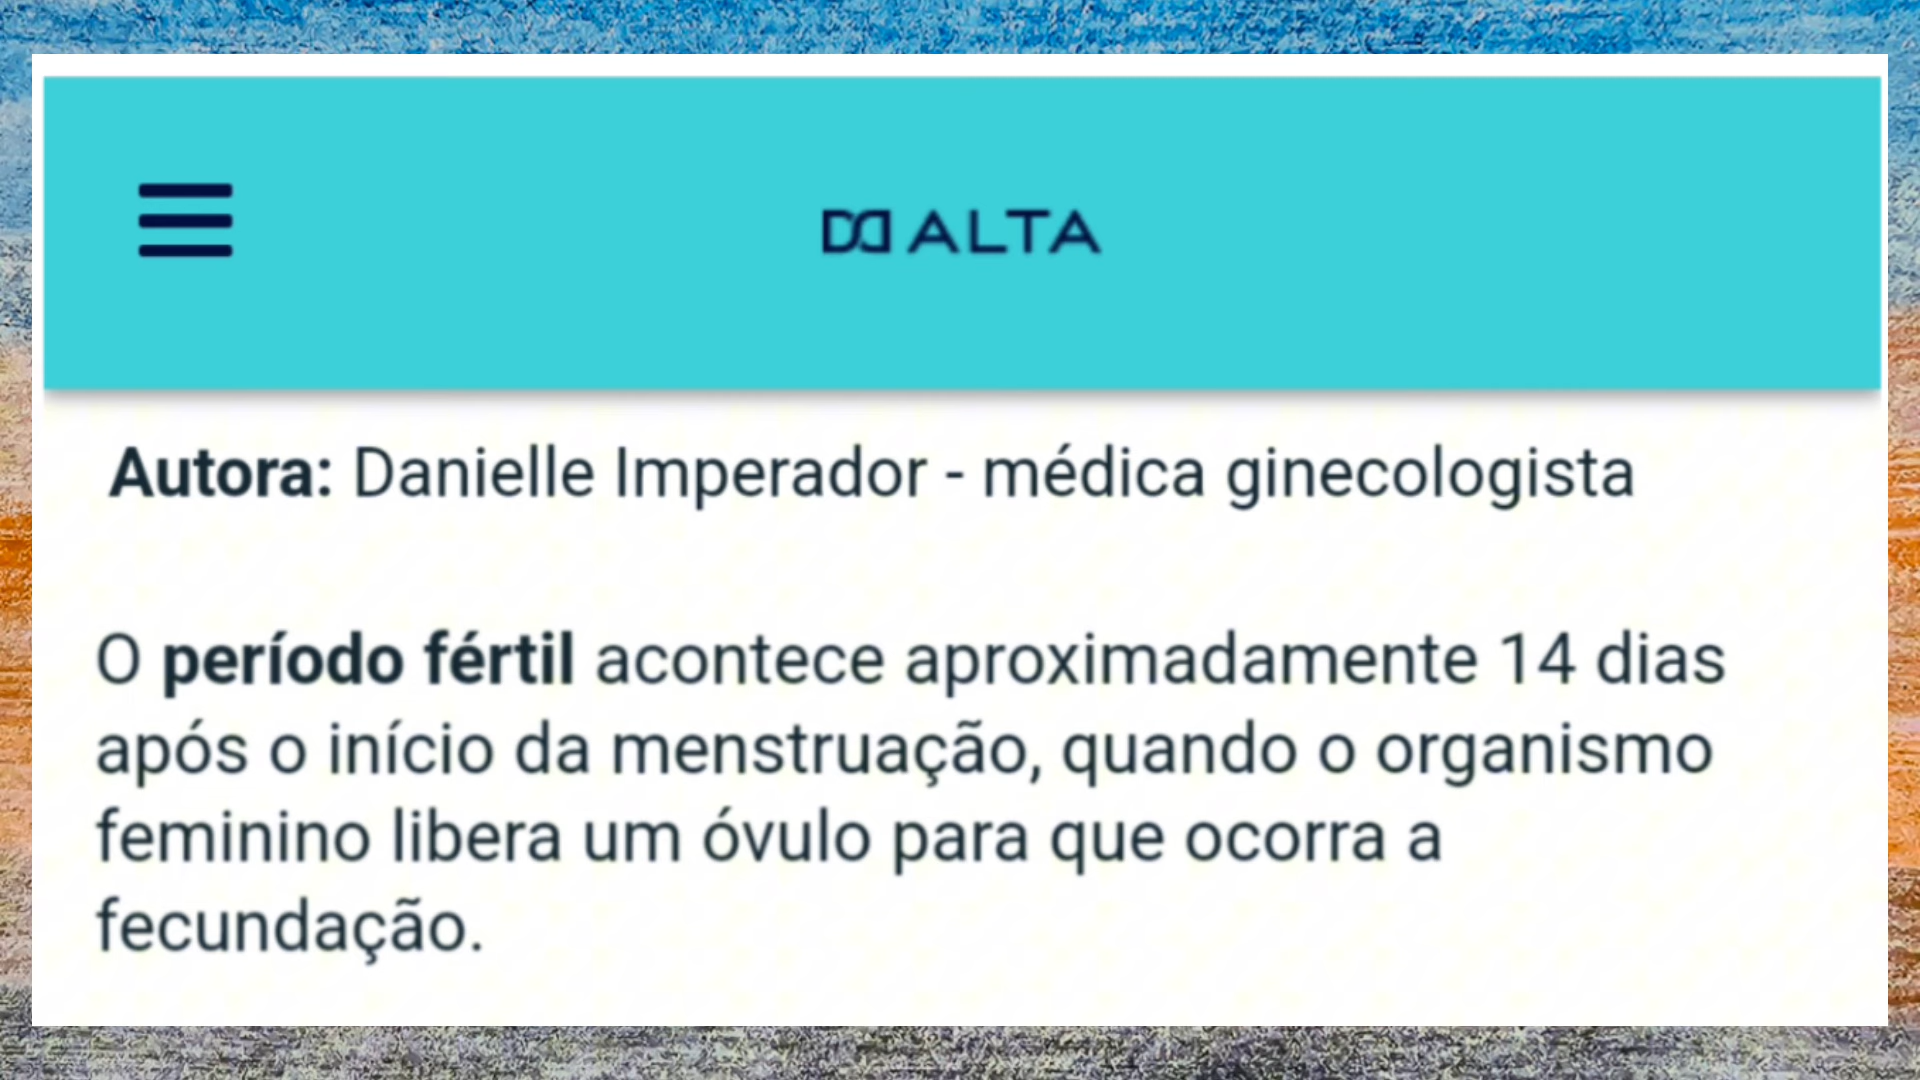 ALTA
Autora: Danielle Imperador - médica ginecologista
O período fértil acontece aproximadamente 14 dias
após o início da menstruação, quando o organismo
feminino libera um óvulo para que ocorra a
fecundação.